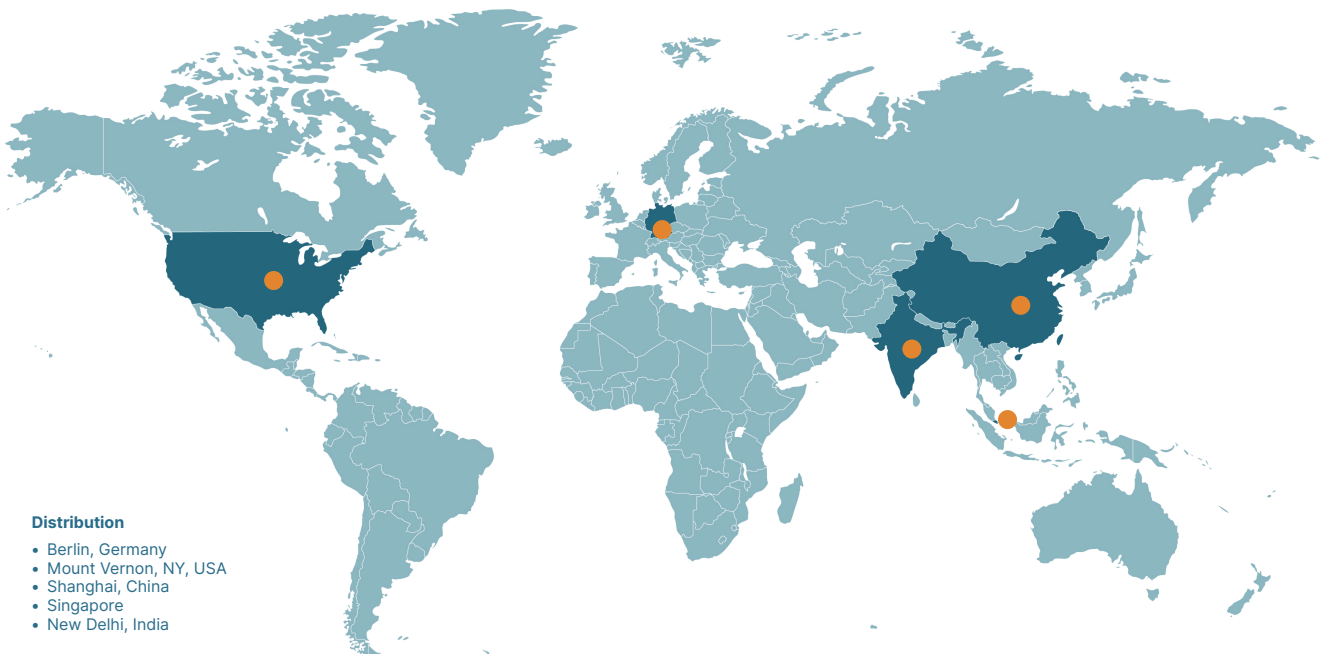 Distribution
• Berlin, Germany
• Mount Vernon, NY, USA
• Shanghai, China
• Singapore
• New Delhi, India